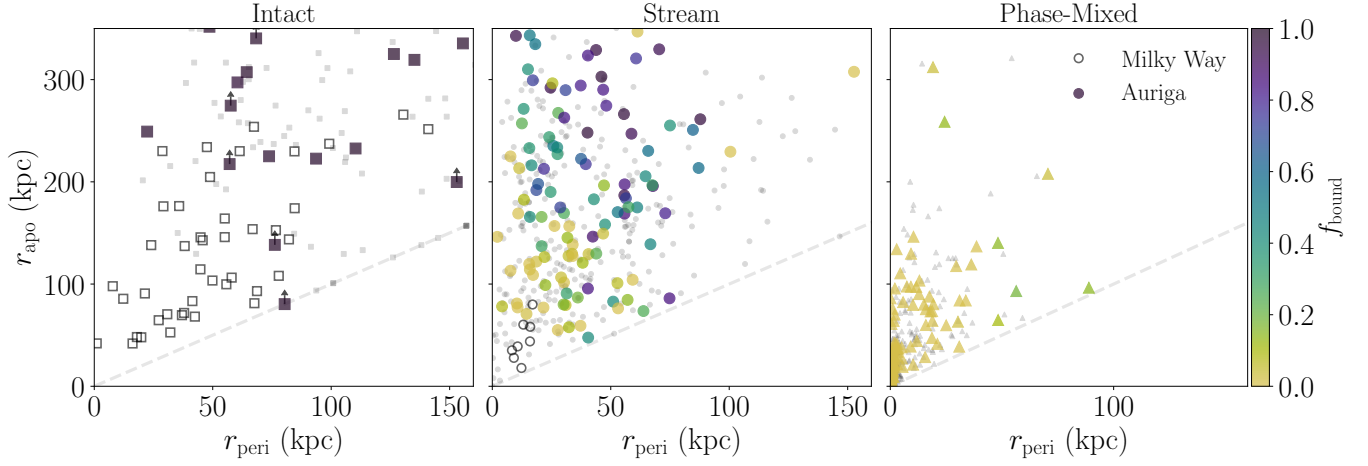 Intact
Stream
Phase-Mixed
r_apo (kpc)
300
200
100
0
0
50
100
150
r_peri (kpc)
0
50
100
150
r_peri (kpc)
Milky Way
Auriga
0
100
r_peri (kpc)
1.0
0.8
0.6
0.4
0.2
0.0
f_bound